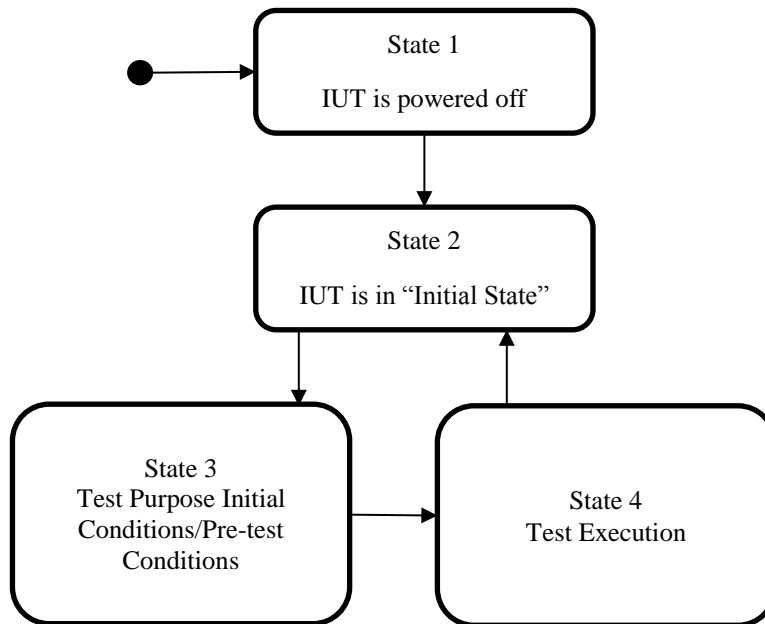 State 1
IUT is powered off
State 2
IUT is in “Initial State”
State 3
Test Purpose Initial
Conditions/Pre-test
Conditions
State 4
Test Execution